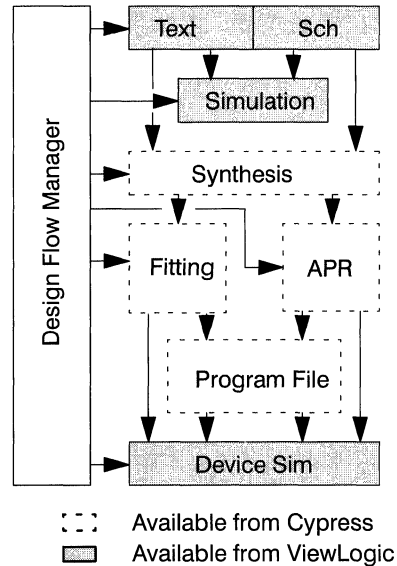 Text Sch
Simulation
Design Flow Manager
Synthesis
Fitting APR
Program File
Device Sim
Available from Cypress
Available from ViewLogic